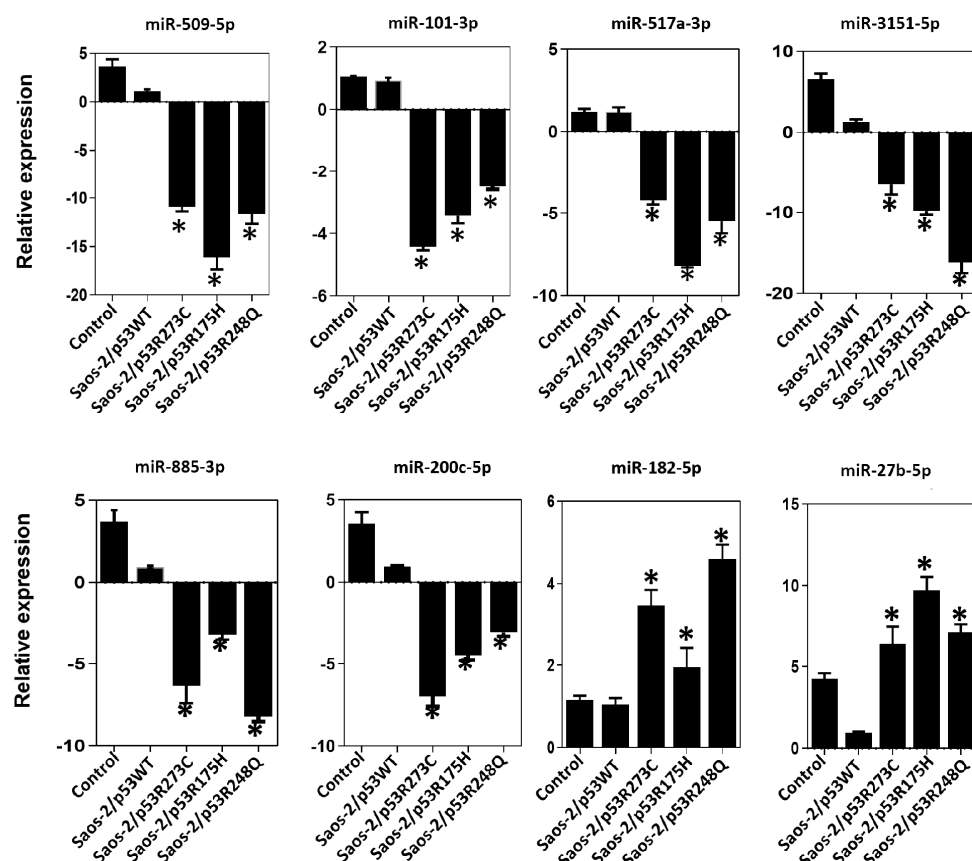 miR-509-5p
miR-101-3p
miR-517a-3p
miR-3151-5p
Relative expression
5
0
-5
-10
-15
-20
2
1
0
-2
-4
-6
5
0
-5
-10
10
0
-10
-20
*
*
*
*
*
*
*
*
*
*
*
*
Control
Saos-2/p53WT
Saos-2/p53R273C
Saos-2/p53R175H
Saos-2/p53R248Q
Control
Saos-2/p53WT
Saos-2/p53R273C
Saos-2/p53R175H
Saos-2/p53R248Q
Control
Saos-2/p53WT
Saos-2/p53R273C
Saos-2/p53R175H
Saos-2/p53R248Q
Control
Saos-2/p53WT
Saos-2/p53R273C
Saos-2/p53R175H
Saos-2/p53R248Q
miR-885-3p
miR-200c-5p
miR-182-5p
miR-27b-5p
Relative expression
5
0
-5
-10
5
0
-5
-10
6
4
2
1
0
15
10
5
0
*
*
*
*
*
*
*
*
*
*
*
*
Control
Saos-2/p53WT
Saos-2/p53R273C
Saos-2/p53R175H
Saos-2/p53R248Q
Control
Saos-2/p53WT
Saos-2/p53R273C
Saos-2/p53R175H
Saos-2/p53R248Q
Control
Saos-2/p53WT
Saos-2/p53R273C
Saos-2/p53R175H
Saos-2/p53R248Q
Control
Saos-2/p53WT
Saos-2/p53R273C
Saos-2/p53R175H
Saos-2/p53R248Q